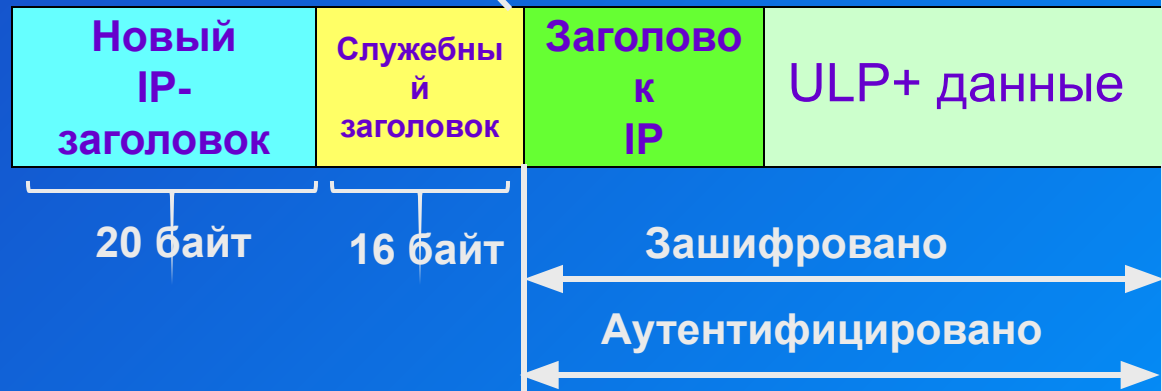 Новый
IP-
заголовок
Служебны
й
заголовок
Заголово
к
IP
ULP+ данные
20 байт
16 байт
Зашифровано
Аутентифицировано